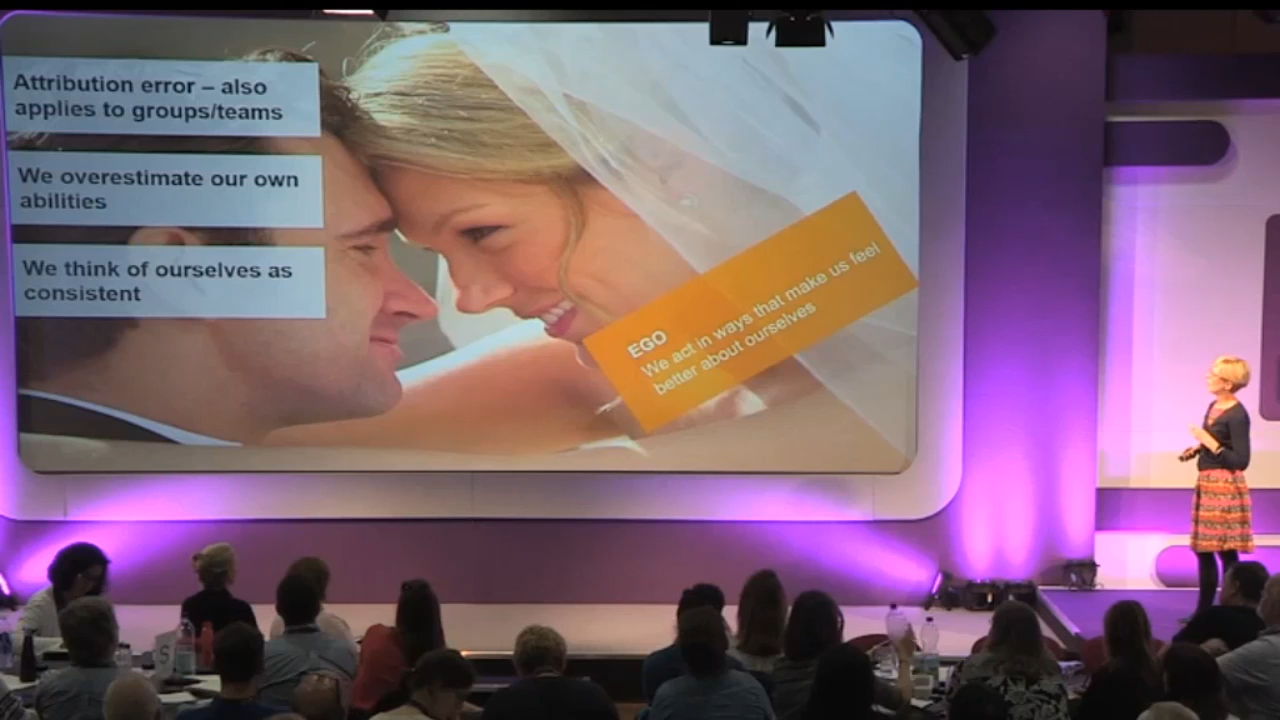 Attribution error – also
applies to groups/teams
We overestimate our own
abilities
We think of ourselves as
consistent
EGO
We act in ways that make us feel
better about ourselves
S